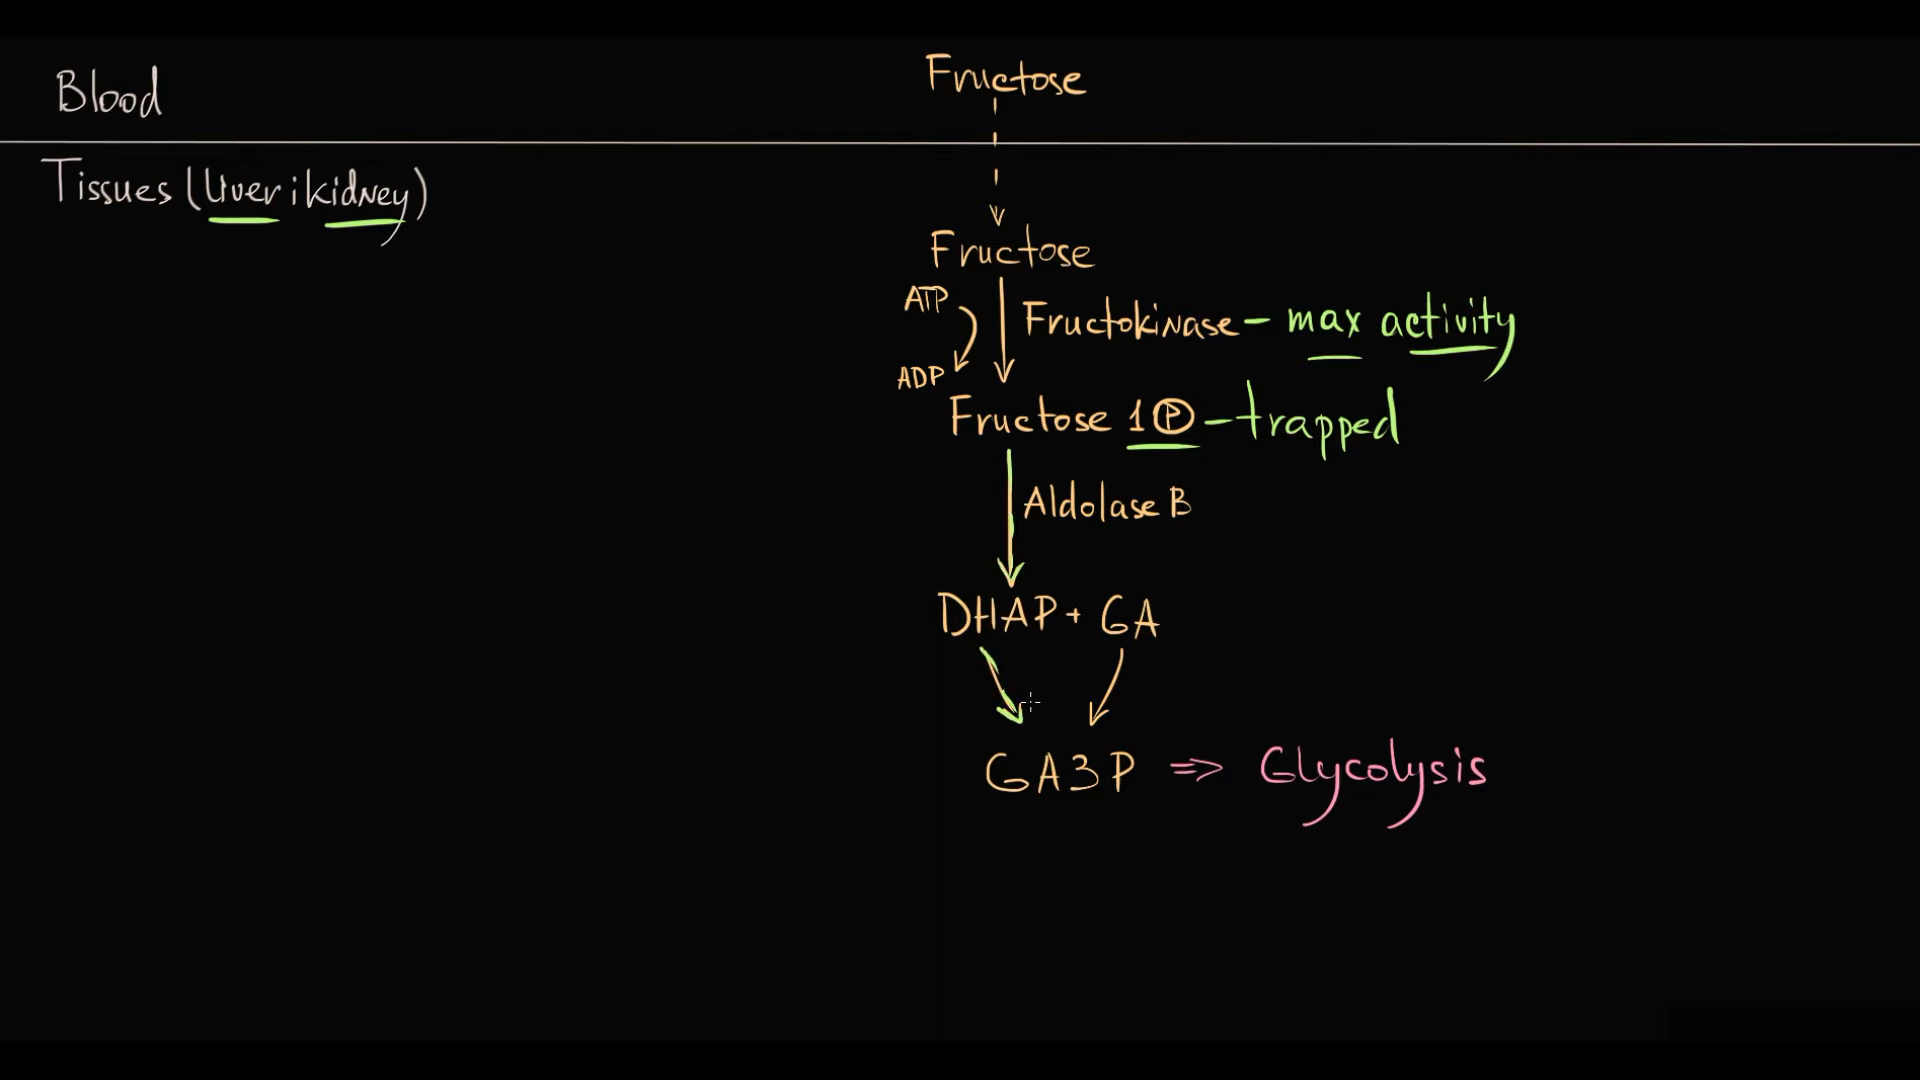 Blood
Fructose
Tissues (liver i kidney)
Fructose
ATP
Fructokinase - max activity
ADP
Fructose 1 P - trapped
Aldolase B
DHAP + GA
GA3P => Glycolysis